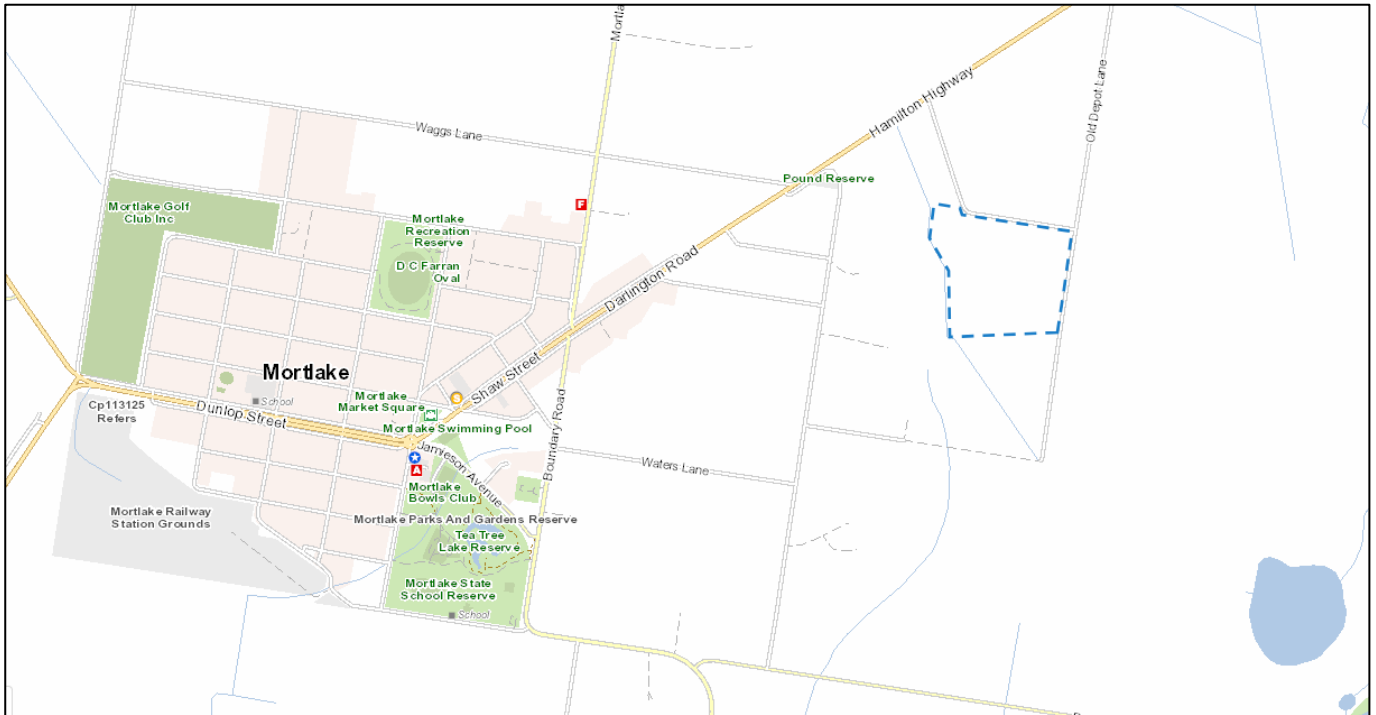 Mortla
Hamilton Highway
Old Depot Lane
Waggs Lane
Pound Reserve
Mortlake Golf
Club Inc
F
Mortlake
Recreation
Reserve
D C Farran
Oval
Darlington Road
Mortlake
School
Shaw Street
Mortlake
Market Square
Cp113125
Refers
Dunlop Street
Mortlake Swimming Pool
Boundary Road
Jamieson Avenue
A
Waters Lane
Mortlake
Bowls Club
Mortlake Railway
Station Grounds
Mortlake Parks And Gardens Reserve
Tea Tree
Lake Reserve
Mortlake State
School Reserve
School